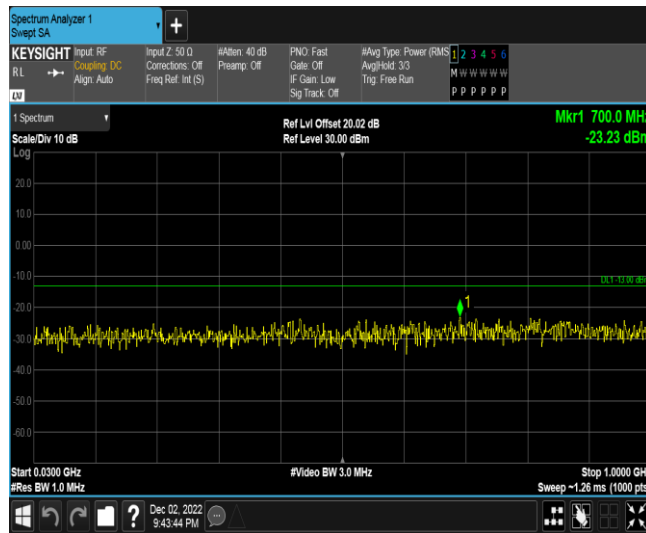 Spectrum Analyzer 1
Swept SA
+
KEYSIGHT
RL
LXI
Input: RF
Coupling: DC
Align: Auto
Input Z: 50 Ω
Corrections: Off
Freq Ref: Int (S)
#Atten: 40 dB
Preamp: Off
PNO: Fast
Gate: Off
IF Gain: Low
Sig Track: Off
#Avg Type: Power (RMS
Avg|Hold: 3/3
Trig: Free Run
1 2 3 4 5 6
M W W W W W
P P P P P P
1 Spectrum
Scale/Div 10 dB
Log
Ref Lvl Offset 20.02 dB
Ref Level 30.00 dBm
Mkr1 700.0 MHz
-23.23 dBm
20.0
10.0
0.00
-10.0
DL1 -13.00 dBm
-20.0
1
-30.0
-40.0
-50.0
-60.0
Start 0.0300 GHz
#Res BW 1.0 MHz
#Video BW 3.0 MHz
Stop 1.0000 GH
Sweep ~1.26 ms (1000 pts
?
Dec 02, 2022
9:43:44 PM